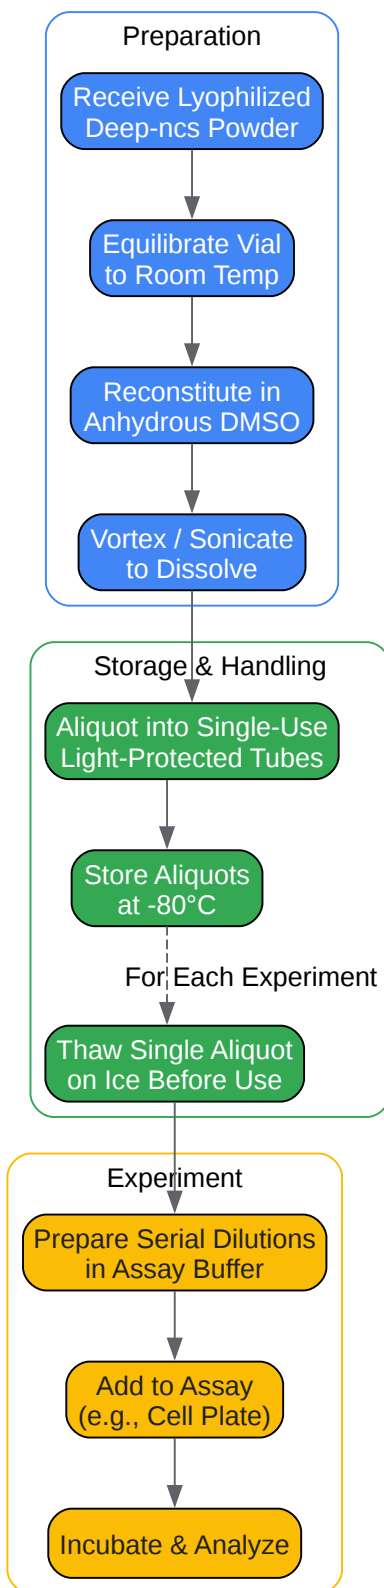 Preparation
Receive Lyophilized
Deep-ncs Powder
Equilibrate Vial
to Room Temp
Reconstitute in
Anhydrous DMSO
Vortex / Sonicate
to Dissolve
Storage & Handling
Aliquot into Single-Use
Light-Protected Tubes
Store Aliquots
at -80°C
For Each Experiment
Thaw Single Aliquot
on Ice Before Use
Experiment
Prepare Serial Dilutions
in Assay Buffer
Add to Assay
(e.g., Cell Plate)
Incubate & Analyze